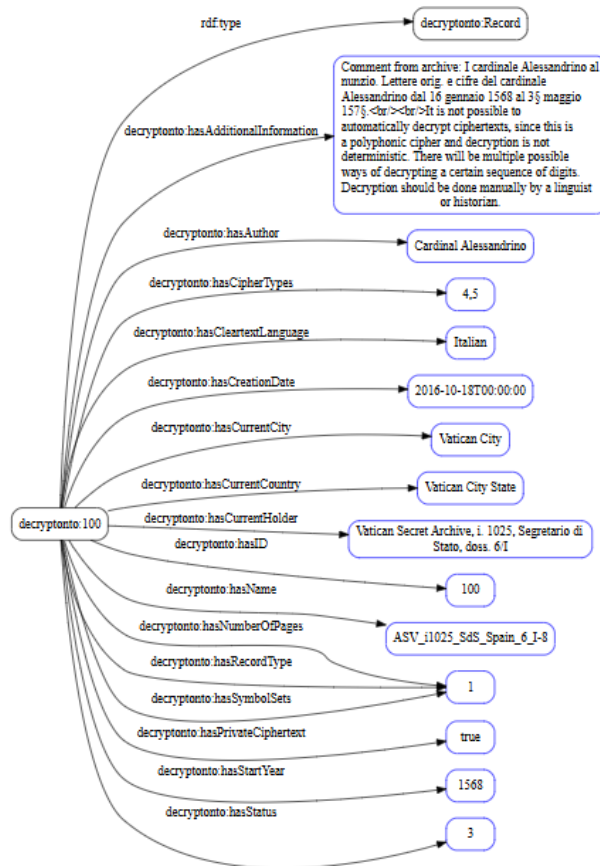 rdf:type
decryptonto:Record
Comment from archive: I cardinale Alessandrino al
nunzio. Lettere orig. e cifre del cardinale
Alessandrino dal 16 gennaio 1568 al 3§ maggio
157§.<br/><br/>It is not possible to
automatically decrypt ciphertexts, since this is
a polyphonic cipher and decryption is not
deterministic. There will be multiple possible
ways of decrypting a certain sequence of digits.
Decryption should be done manually by a linguist
or historian.
decryptonto:hasAdditionalInformation
decryptonto:hasAuthor
Cardinal Alessandrino
decryptonto:hasCipherTypes
4,5
decryptonto:hasCleartextLanguage
Italian
decryptonto:hasCreationDate
2016-10-18T00:00:00
decryptonto:hasCurrentCity
Vatican City
decryptonto:hasCurrentCountry
Vatican City State
decryptonto:100
decryptonto:hasCurrentHolder
Vatican Secret Archive, i. 1025, Segretario di
Stato, doss. 6/I
decryptonto:hasID
100
decryptonto:hasName
ASV_i1025_SdS_Spain_6_I-8
decryptonto:hasNumberOfPages
decryptonto:hasRecordType
1
decryptonto:hasSymbolSets
decryptonto:hasPrivateCiphertext
true
decryptonto:hasStartYear
1568
decryptonto:hasStatus
3